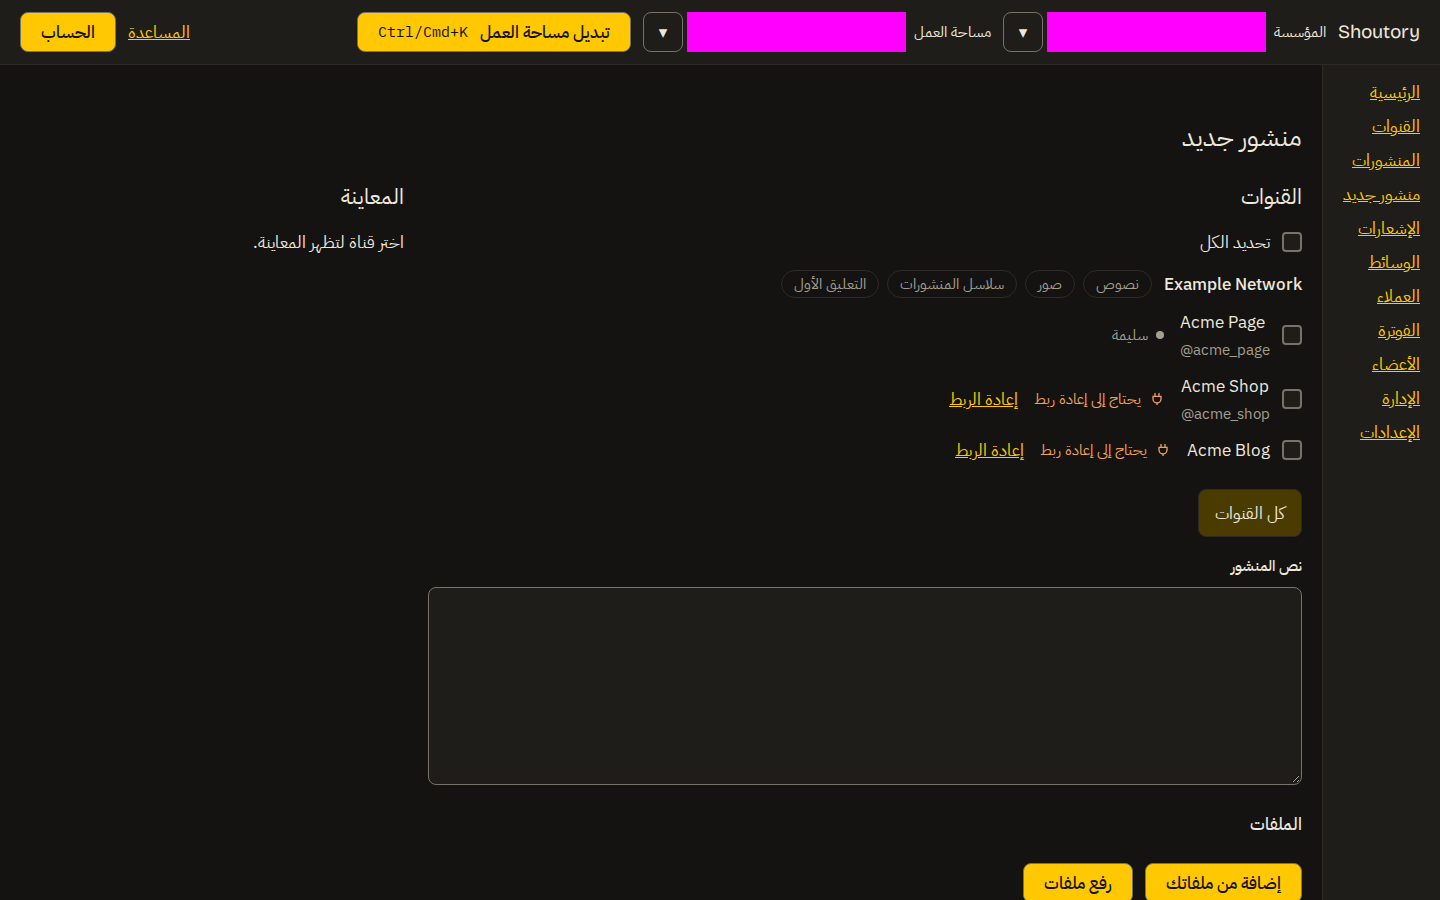 Shoutory المؤسسة ▼ مساحة العمل ▼ تبديل مساحة العمل Ctrl/Cmd+K المساعدة الحساب
الرئيسية
القنوات
المنشورات
منشور جديد
الإشعارات
الوسائط
العملاء
الفوترة
الأعضاء
الإدارة
الإعدادات
منشور جديد
القنوات
تحديد الكل
Example Network نصوص صور سلاسل المنشورات التعليق الأول
Acme Page سليمة
@acme_page
Acme Shop يحتاج إلى إعادة ربط إعادة الربط
@acme_shop
Acme Blog يحتاج إلى إعادة ربط إعادة الربط
كل القنوات
نص المنشور
الملفات
إضافة من ملفاتك رفع ملفات
المعاينة
اختر قناة لتظهر المعاينة.